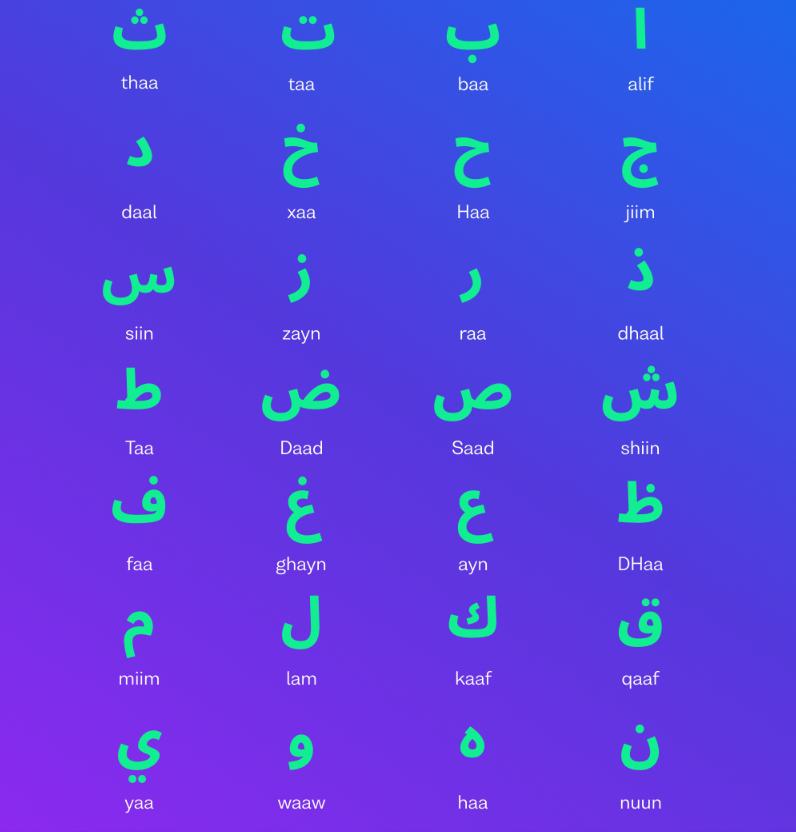 ا ب ت ث
alif baa taa thaa
ج ح خ د
jiim Haa xaa daal
ذ ر ز س
dhaal raa zayn siin
ش ص ض ط
shiin Saad Daad Taa
ظ ع غ ف
DHaa ayn ghayn faa
ق ك ل م
qaaf kaaf lam miim
ن ه و ي
nuun haa waaw yaa